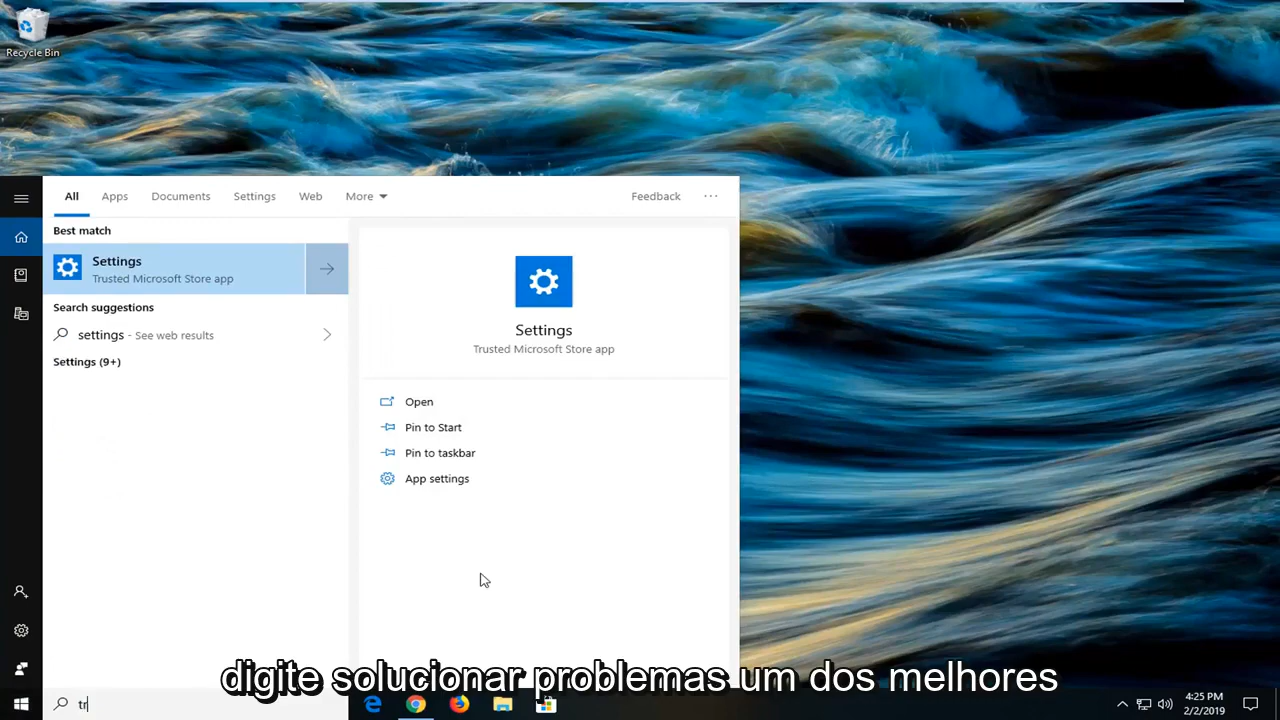 Recycle Bin
All Apps Documents Settings Web More Feedback ...
Best match
Settings
Trusted Microsoft Store app
Search suggestions
settings - See web results
Settings (9+)
Settings
Trusted Microsoft Store app
Open
Pin to Start
Pin to taskbar
App settings
digite solucionar problemas um dos melhores
tr
4:25 PM
2/2/2019